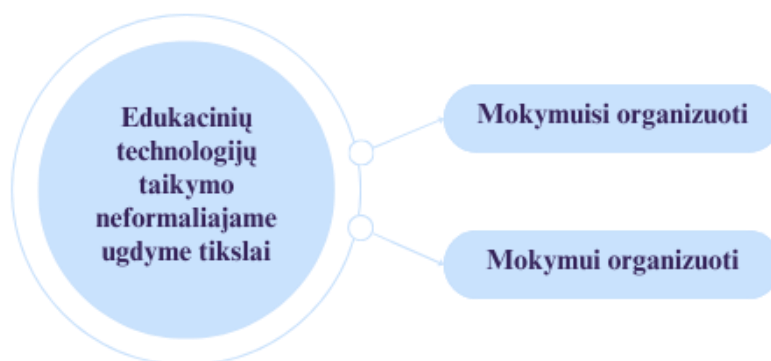 Edukacinių
technologijų
taikymo
neformaliajame
ugdyme tikslai
Mokymuisi organizuoti
Mokymui organizuoti